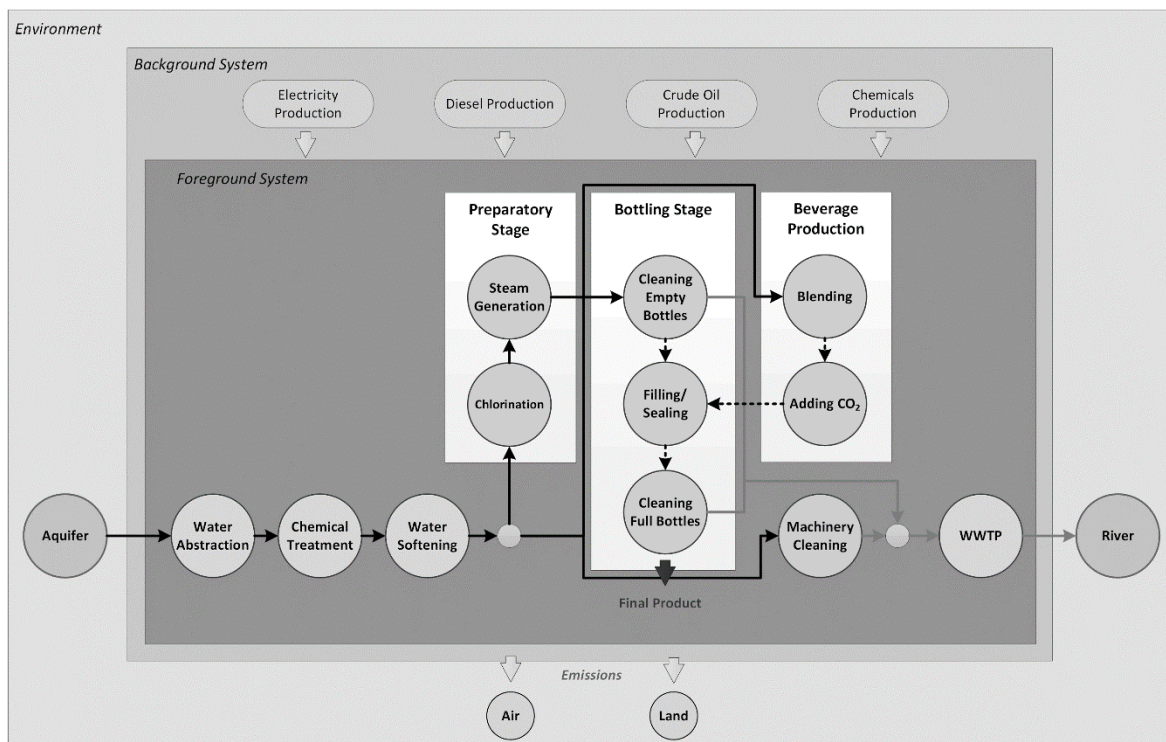 Environment
Background System
Electricity
Production
Diesel Production
Crude Oil
Production
Chemicals
Production
Foreground System
Preparatory
Stage
Bottling Stage
Beverage
Production
Steam
Generation
Cleaning
Empty
Bottles
Blending
Chlorination
Filling/
Sealing
Adding CO₂
Aquifer
Water
Abstraction
Chemical
Treatment
Water
Softening
Cleaning
Full Bottles
Machinery
Cleaning
WWTP
River
Final Product
Emissions
Air
Land